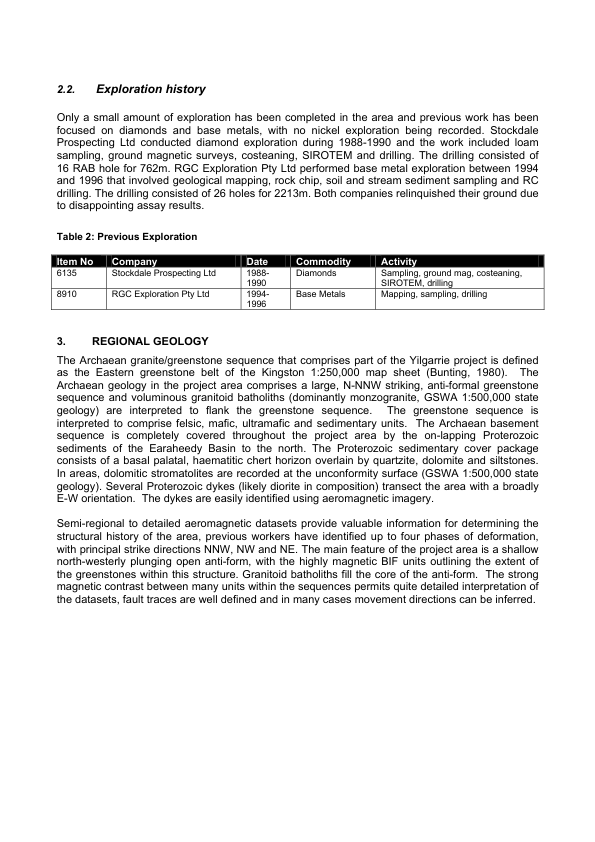 2.2. Exploration history
Only a small amount of exploration has been completed in the area and previous work has been
focused on diamonds and base metals, with no nickel exploration being recorded. Stockdale
Prospecting Ltd conducted diamond exploration during 1988-1990 and the work included loam
sampling, ground magnetic surveys, costeaning, SIROTEM and drilling. The drilling consisted of
16 RAB hole for 762m. RGC Exploration Pty Ltd performed base metal exploration between 1994
and 1996 that involved geological mapping, rock chip, soil and stream sediment sampling and RC
drilling. The drilling consisted of 26 holes for 2213m. Both companies relinquished their ground due
to disappointing assay results.
Table 2: Previous Exploration
Item No Company Date Commodity Activity
6135 Stockdale Prospecting Ltd 1988- Diamonds Sampling, ground mag, costeaning,
1990 SIROTEM, drilling
8910 RGC Exploration Pty Ltd 1994- Base Metals Mapping, sampling, drilling
1996
3. REGIONAL GEOLOGY
The Archaean granite/greenstone sequence that comprises part of the Yilgarrie project is defined
as the Eastern greenstone belt of the Kingston 1:250,000 map sheet (Bunting, 1980). The
Archaean geology in the project area comprises a large, N-NNW striking, anti-formal greenstone
sequence and voluminous granitoid batholiths (dominantly monzogranite, GSWA 1:500,000 state
geology) are interpreted to flank the greenstone sequence. The greenstone sequence is
interpreted to comprise felsic, mafic, ultramafic and sedimentary units. The Archaean basement
sequence is completely covered throughout the project area by the on-lapping Proterozoic
sediments of the Earaheedy Basin to the north. The Proterozoic sedimentary cover package
consists of a basal palatal, haematitic chert horizon overlain by quartzite, dolomite and siltstones.
In areas, dolomitic stromatolites are recorded at the unconformity surface (GSWA 1:500,000 state
geology). Several Proterozoic dykes (likely diorite in composition) transect the area with a broadly
E-W orientation. The dykes are easily identified using aeromagnetic imagery.
Semi-regional to detailed aeromagnetic datasets provide valuable information for determining the
structural history of the area, previous workers have identified up to four phases of deformation,
with principal strike directions NNW, NW and NE. The main feature of the project area is a shallow
north-westerly plunging open anti-form, with the highly magnetic BIF units outlining the extent of
the greenstones within this structure. Granitoid batholiths fill the core of the anti-form. The strong
magnetic contrast between many units within the sequences permits quite detailed interpretation of
the datasets, fault traces are well defined and in many cases movement directions can be inferred.